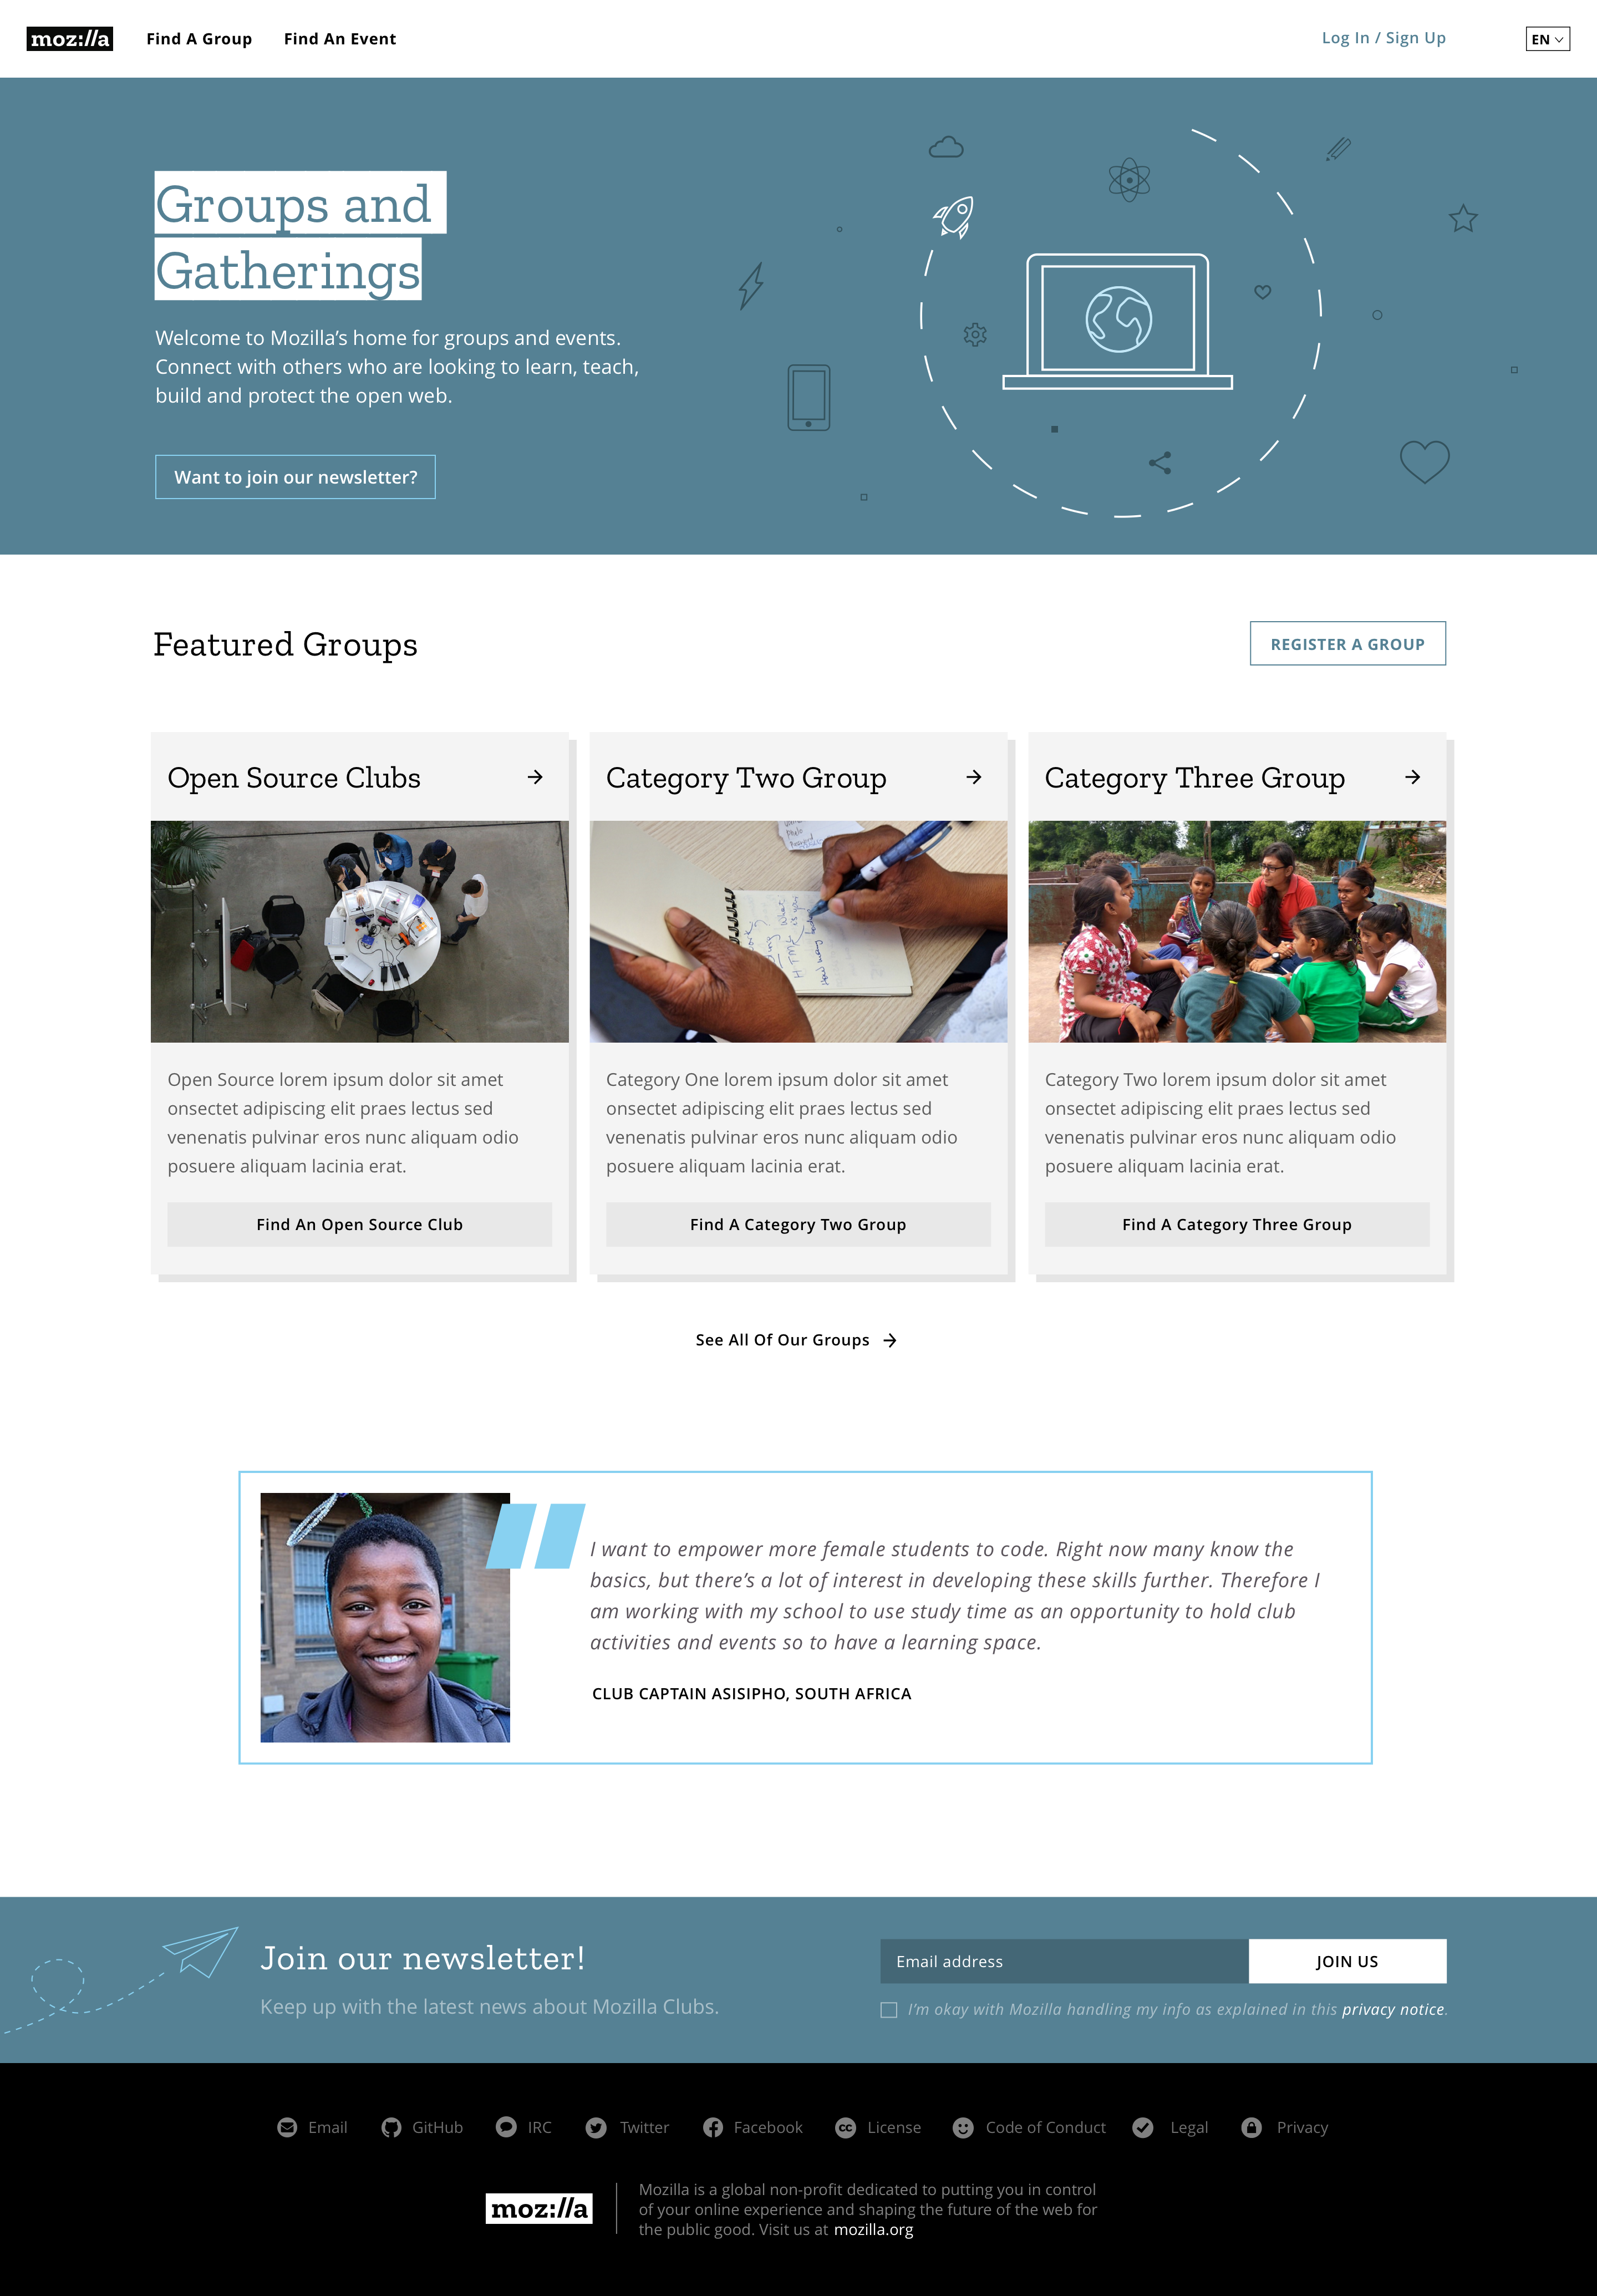 moz://a
Find A Group
Find An Event
Log In / Sign Up
EN
Groups and
Gatherings
Welcome to Mozilla’s home for groups and events.
Connect with others who are looking to learn, teach,
build and protect the open web.
Want to join our newsletter?
Featured Groups
REGISTER A GROUP
Open Source Clubs
Open Source lorem ipsum dolor sit amet
onsectet adipiscing elit praes lectus sed
venenatis pulvinar eros nunc aliquam odio
posuere aliquam lacinia erat.
Find An Open Source Club
Category Two Group
Category One lorem ipsum dolor sit amet
onsectet adipiscing elit praes lectus sed
venenatis pulvinar eros nunc aliquam odio
posuere aliquam lacinia erat.
Find A Category Two Group
Category Three Group
Category Two lorem ipsum dolor sit amet
onsectet adipiscing elit praes lectus sed
venenatis pulvinar eros nunc aliquam odio
posuere aliquam lacinia erat.
Find A Category Three Group
See All Of Our Groups
I want to empower more female students to code. Right now many know the
basics, but there’s a lot of interest in developing these skills further. Therefore I
am working with my school to use study time as an opportunity to hold club
activities and events so to have a learning space.
CLUB CAPTAIN ASISIPHO, SOUTH AFRICA
Join our newsletter!
Keep up with the latest news about Mozilla Clubs.
Email address
JOIN US
I’m okay with Mozilla handling my info as explained in this privacy notice.
Email
GitHub
IRC
Twitter
Facebook
cc
License
Code of Conduct
Legal
Privacy
moz://a
Mozilla is a global non-profit dedicated to putting you in control
of your online experience and shaping the future of the web for
the public good. Visit us at mozilla.org